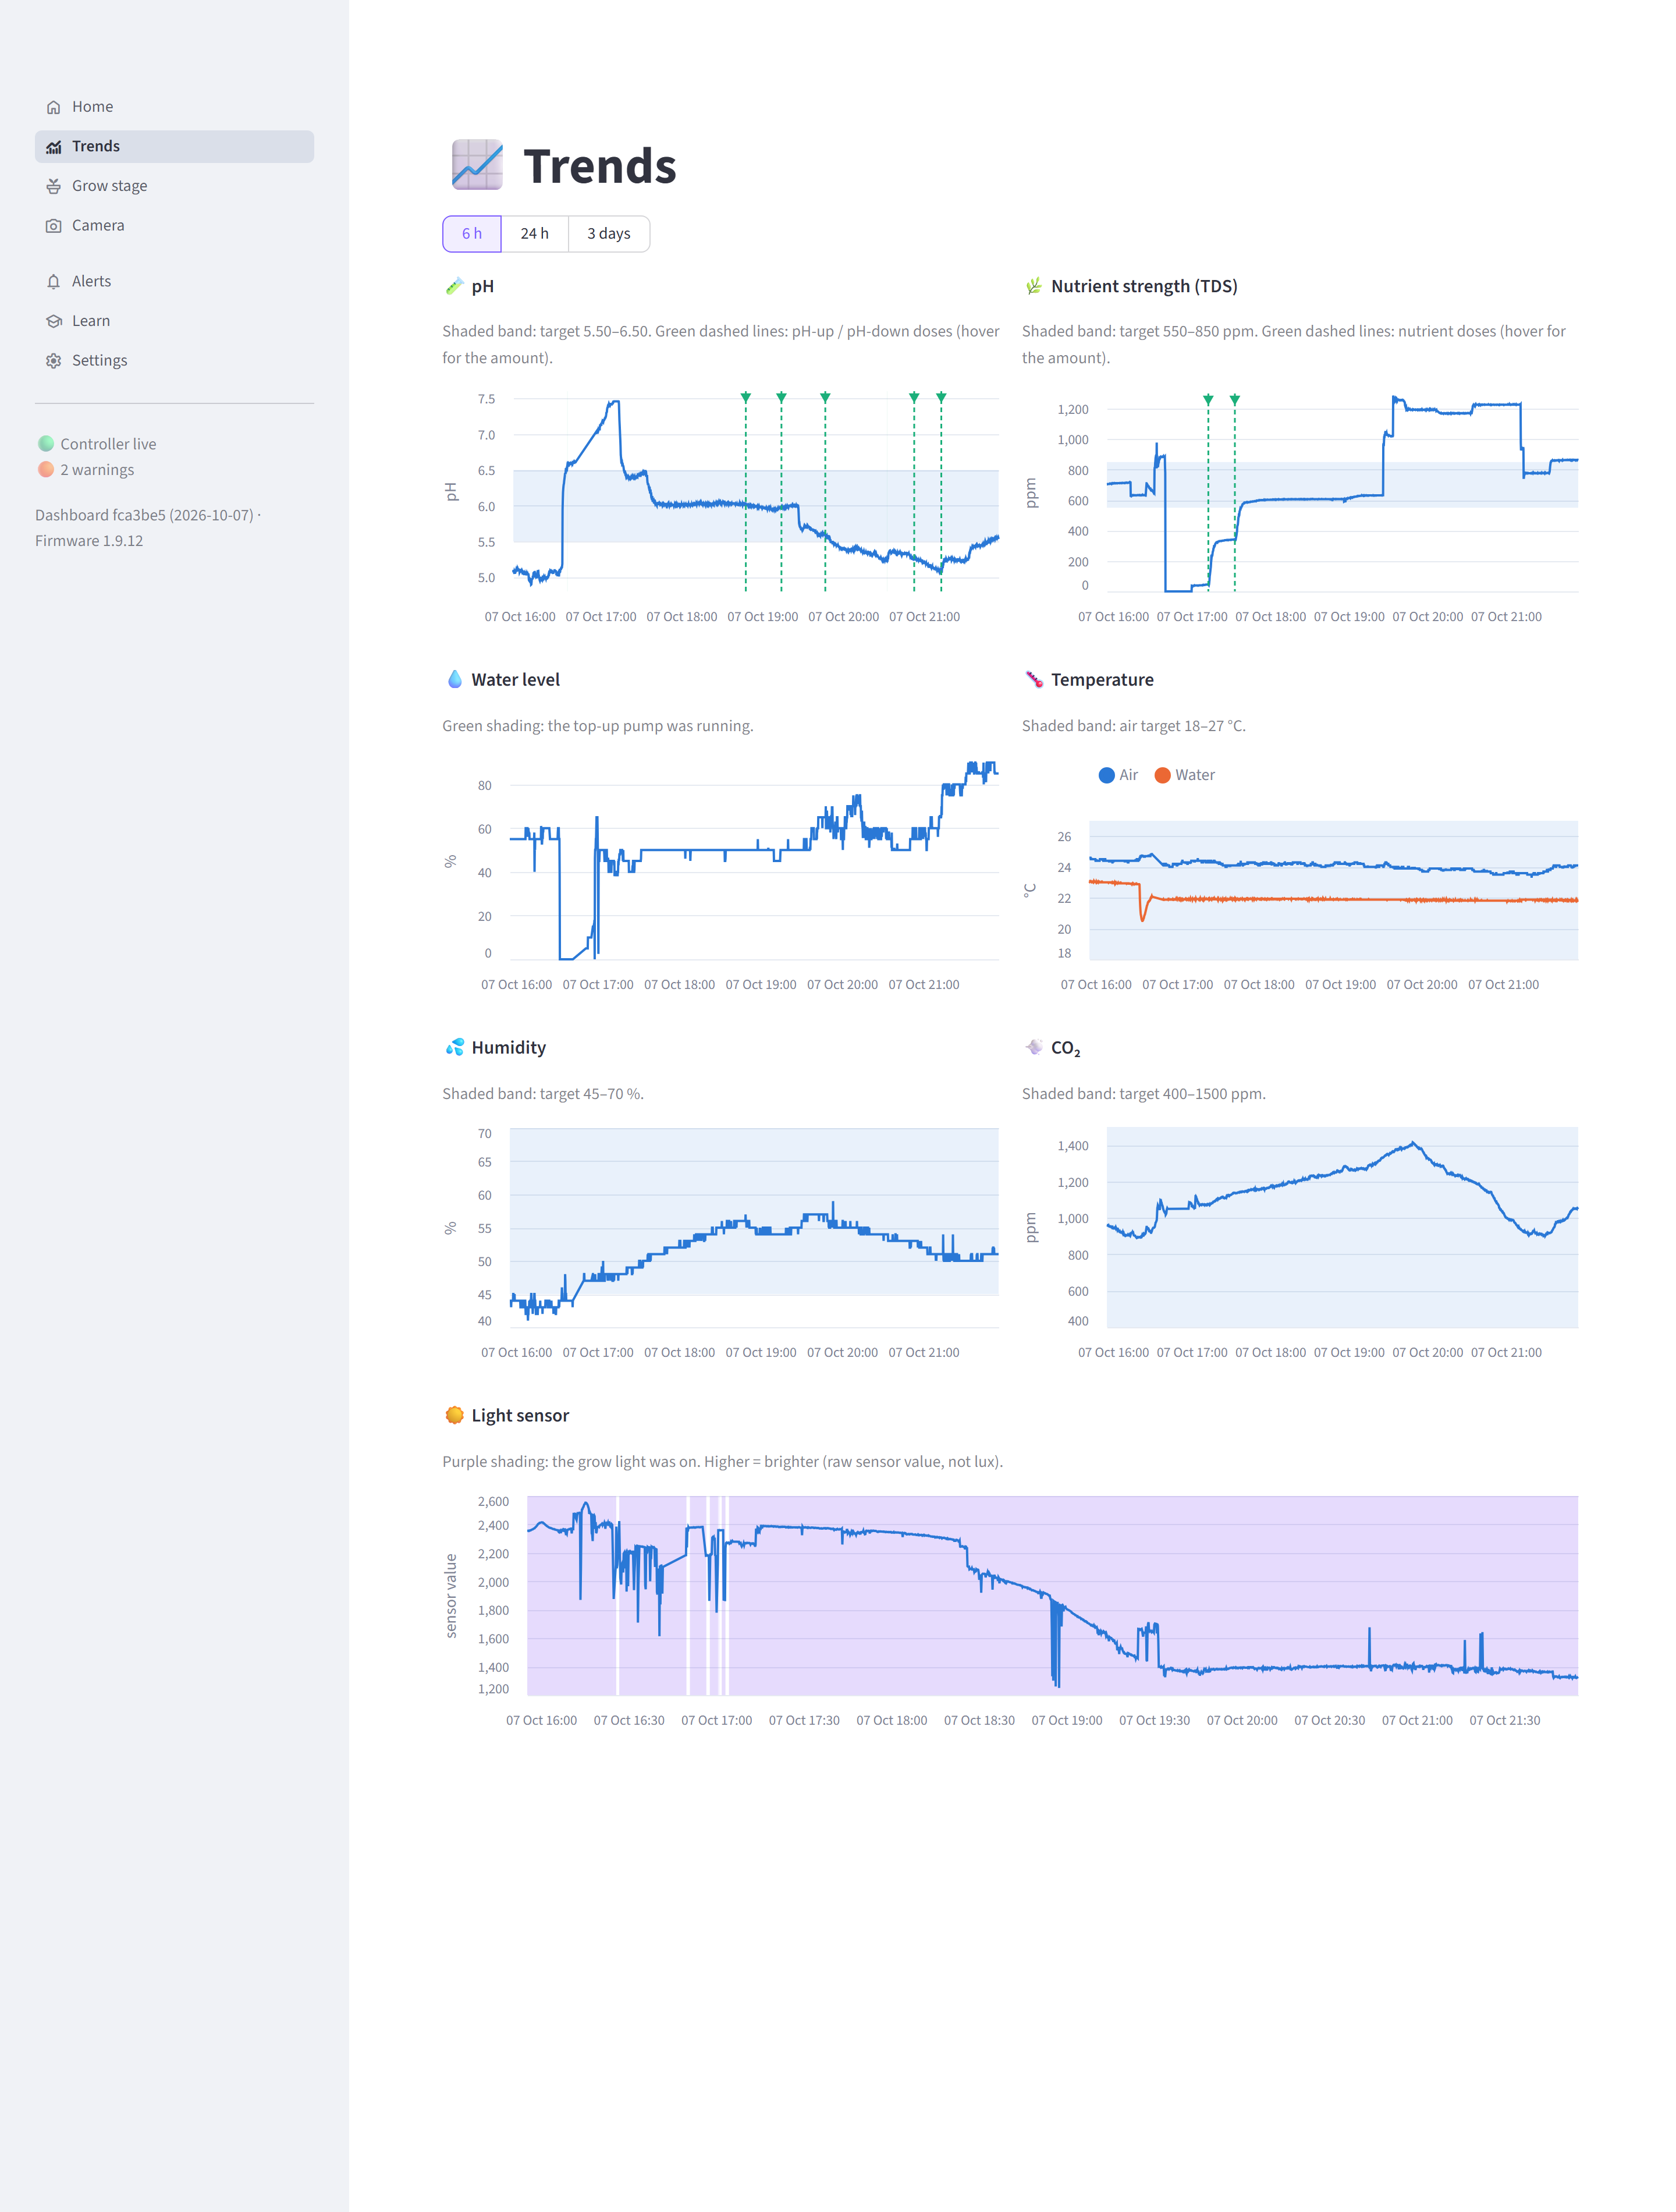 Home
Trends
Grow stage
Camera
Alerts
Learn
Settings
Controller live
2 warnings
Dashboard fca3be5 (2026-10-07) ·
Firmware 1.9.12
Trends
6 h 24 h 3 days
pH
Shaded band: target 5.50–6.50. Green dashed lines: pH-up / pH-down doses (hover
for the amount).
7.5
7.0
6.5
6.0
5.5
5.0
pH
07 Oct 16:00 07 Oct 17:00 07 Oct 18:00 07 Oct 19:00 07 Oct 20:00 07 Oct 21:00
Nutrient strength (TDS)
Shaded band: target 550–850 ppm. Green dashed lines: nutrient doses (hover for
the amount).
1,200
1,000
800
600
400
200
0
ppm
07 Oct 16:00 07 Oct 17:00 07 Oct 18:00 07 Oct 19:00 07 Oct 20:00 07 Oct 21:00
Water level
Green shading: the top-up pump was running.
80
60
40
20
0
%
07 Oct 16:00 07 Oct 17:00 07 Oct 18:00 07 Oct 19:00 07 Oct 20:00 07 Oct 21:00
Temperature
Shaded band: air target 18–27 °C.
Air Water
26
24
22
20
18
°C
07 Oct 16:00 07 Oct 17:00 07 Oct 18:00 07 Oct 19:00 07 Oct 20:00 07 Oct 21:00
Humidity
Shaded band: target 45–70 %.
70
65
60
55
50
45
40
%
07 Oct 16:00 07 Oct 17:00 07 Oct 18:00 07 Oct 19:00 07 Oct 20:00 07 Oct 21:00
CO₂
Shaded band: target 400–1500 ppm.
1,400
1,200
1,000
800
600
400
ppm
07 Oct 16:00 07 Oct 17:00 07 Oct 18:00 07 Oct 19:00 07 Oct 20:00 07 Oct 21:00
Light sensor
Purple shading: the grow light was on. Higher = brighter (raw sensor value, not lux).
2,600
2,400
2,200
2,000
1,800
1,600
1,400
1,200
sensor value
07 Oct 16:00 07 Oct 16:30 07 Oct 17:00 07 Oct 17:30 07 Oct 18:00 07 Oct 18:30 07 Oct 19:00 07 Oct 19:30 07 Oct 20:00 07 Oct 20:30 07 Oct 21:00 07 Oct 21:30